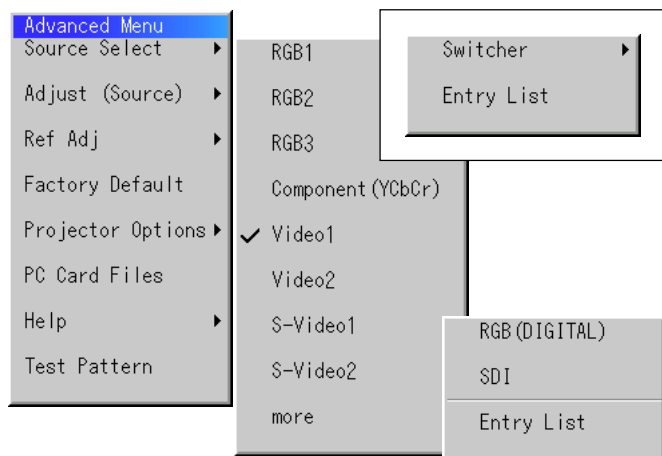 Advanced Menu
Source Select
Adjust (Source)
Ref Adj
Factory Default
Projector Options
PC Card Files
Help
Test Pattern
RGB1
RGB2
RGB3
Component(YCbCr)
Video1
Video2
S-Video1
S-Video2
more
Switcher
Entry List
RGB(DIGITAL)
SDI
Entry List